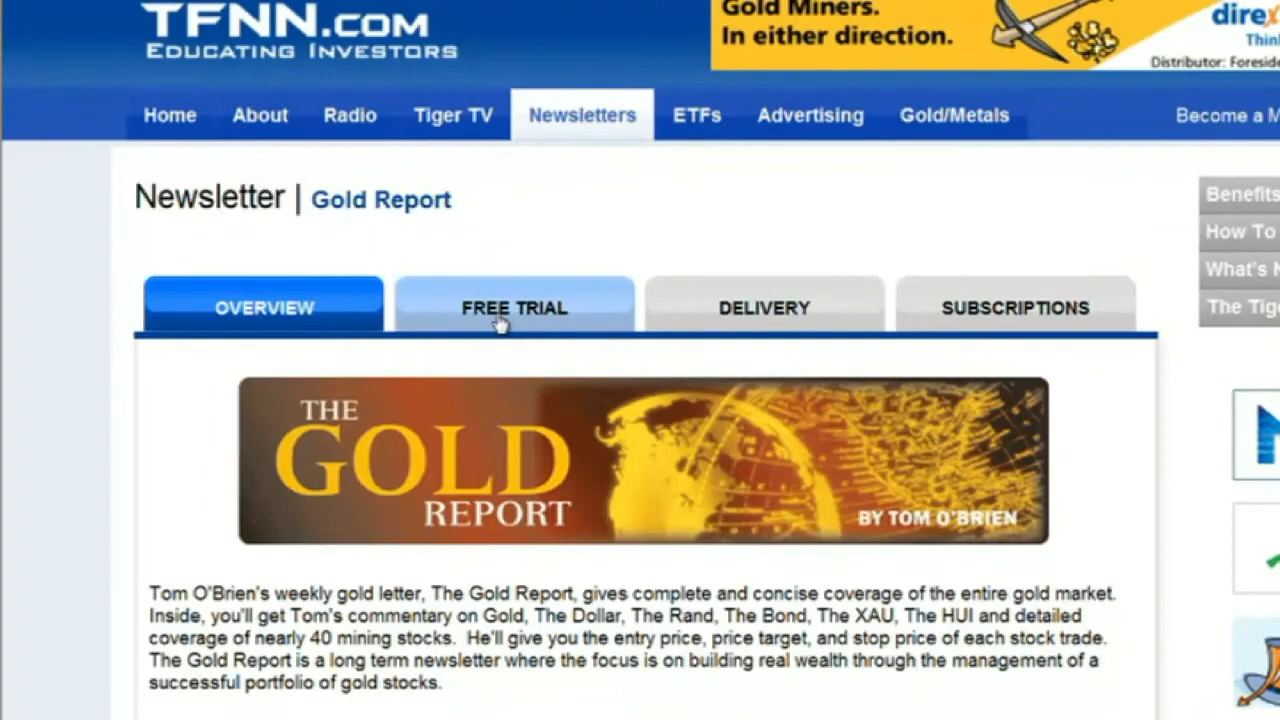 TFNN.COM
EDUCATING INVESTORS
Gold Miners.
In either direction.
Distributor:
Home About Radio Tiger TV Newsletters ETFs Advertising Gold/Metals Become a
Newsletter | Gold Report
Benefits
How To
What's
The
OVERVIEW FREE TRIAL DELIVERY SUBSCRIPTIONS
THE
GOLD
REPORT
BY TOM O'BRIEN
Tom O'Brien's weekly gold letter, The Gold Report, gives complete and concise coverage of the entire gold market.
Inside, you'll get Tom's commentary on Gold, The Dollar, The Rand, The Bond, The XAU, The HUI and detailed
coverage of nearly 40 mining stocks. He'll give you the entry price, price target, and stop price of each stock trade.
The Gold Report is a long term newsletter where the focus is on building real wealth through the management of a
successful portfolio of gold stocks.